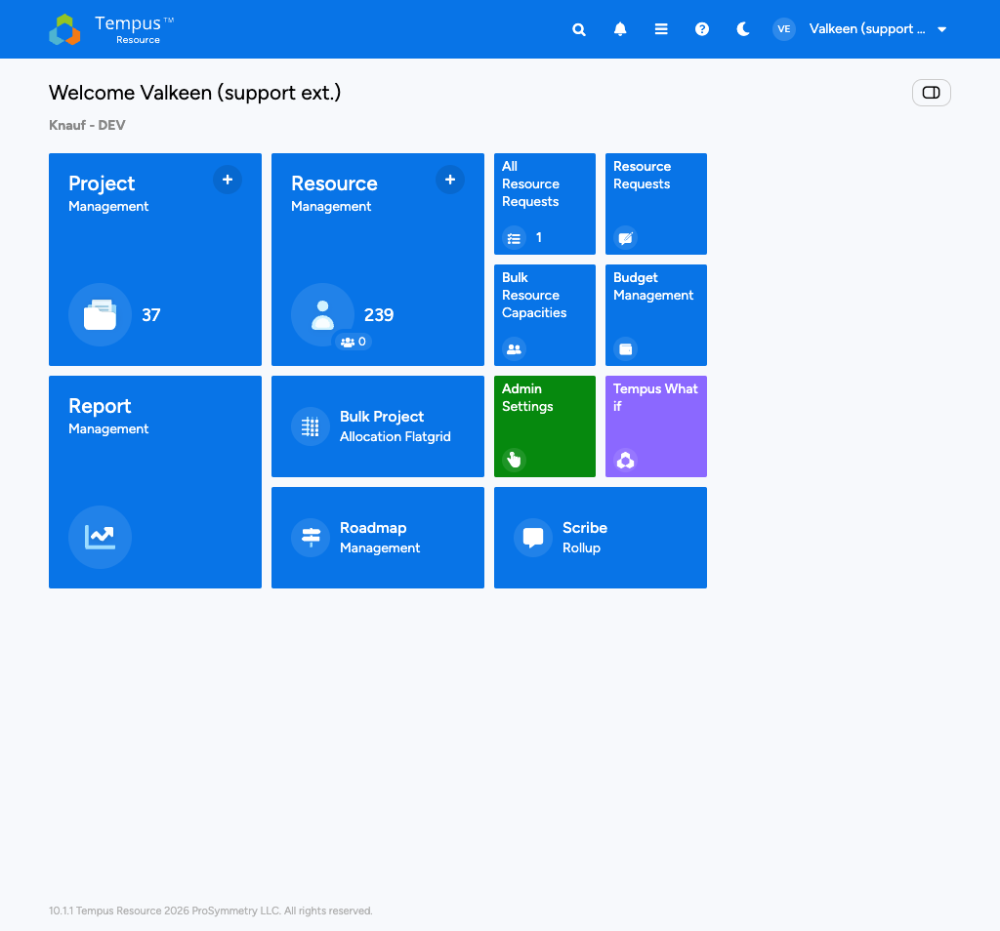 Tempus™
Resource
VE
Valkeen (support ...
Welcome Valkeen (support ext.)
Knauf - DEV
Project
Management
37
Resource
Management
239
0
All
Resource
Requests
1
Resource
Requests
Bulk
Resource
Capacities
Budget
Management
Report
Management
Bulk Project
Allocation Flatgrid
Admin
Settings
Tempus What
if
Roadmap
Management
Scribe
Rollup
10.1.1 Tempus Resource 2026 ProSymmetry LLC. All rights reserved.